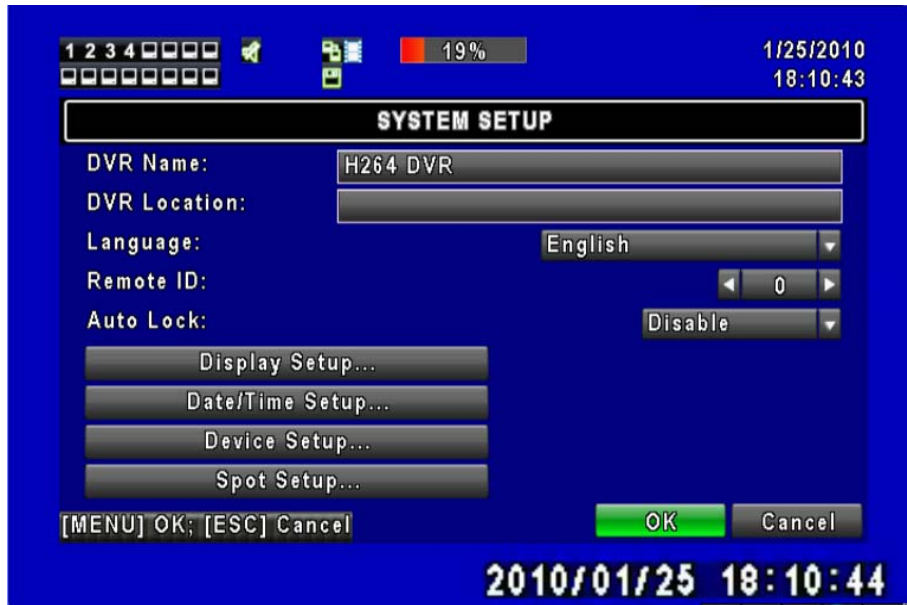 1 2 3 4
19%
1/25/2010
18:10:43
SYSTEM SETUP
DVR Name: H264 DVR
DVR Location:
Language: English
Remote ID: 0
Auto Lock: Disable
Display Setup...
Date/Time Setup...
Device Setup...
Spot Setup...
[MENU] OK; [ESC] Cancel
OK Cancel
2010/01/25 18:10:44